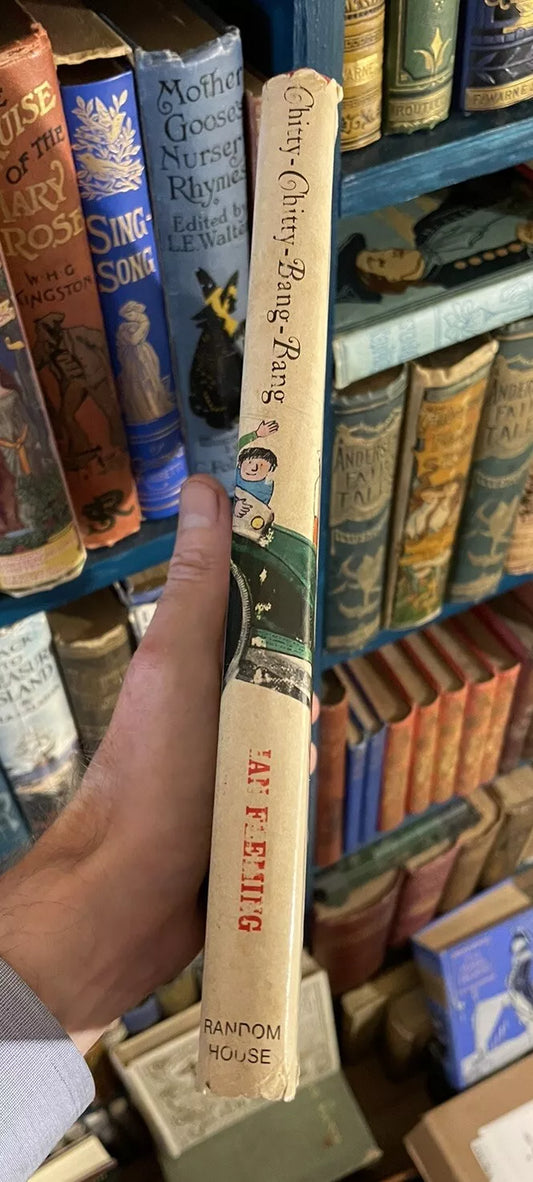 Chitty-Chitty-Bang-Bang
IAN FLEMING
RANDOM
HOUSE
OF THE
MARY
ROSE
W·H·G
KINGSTON
SING-
SONG
Mother
Goose's
Nursery
Rhymes
Edited by
L.E. Walter
F.WARNE
ANDERSEN'S
FAIRY
TALES